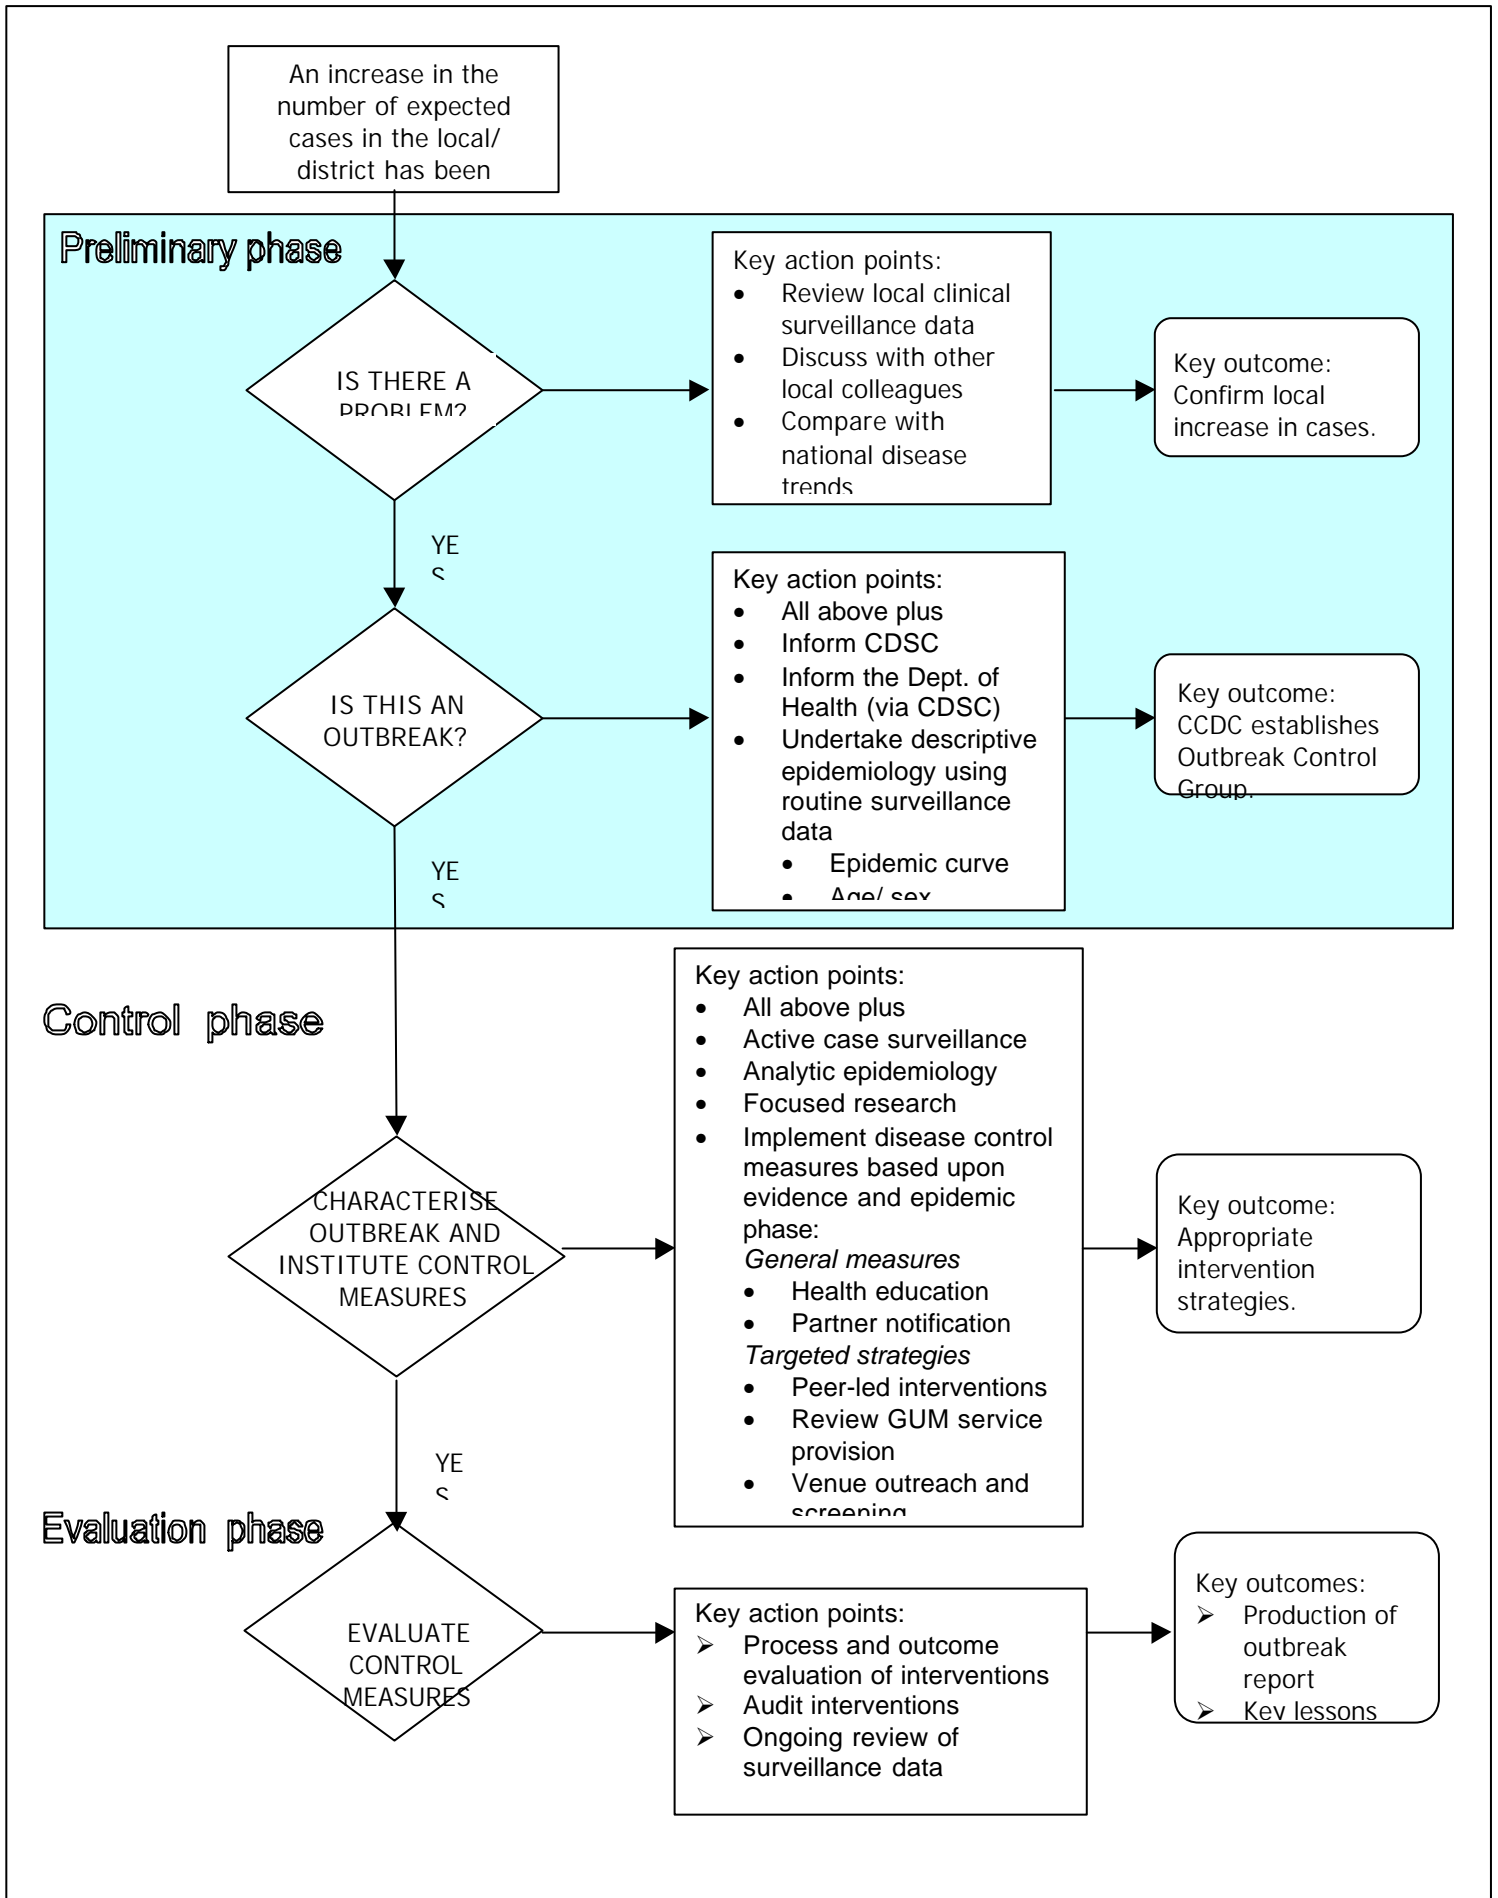 An increase in the
number of expected
cases in the local/
district has been
Preliminary phase
IS THERE A
PROBLEM?
Key action points:
• Review local clinical
surveillance data
• Discuss with other
local colleagues
• Compare with
national disease
trends
Key outcome:
Confirm local
increase in cases.
YE
S
IS THIS AN
OUTBREAK?
Key action points:
• All above plus
• Inform CDSC
• Inform the Dept. of
Health (via CDSC)
• Undertake descriptive
epidemiology using
routine surveillance
data
• Epidemic curve
• Age/ sex
Key outcome:
CCDC establishes
Outbreak Control
Group.
YE
S
Control phase
CHARACTERISE
OUTBREAK AND
INSTITUTE CONTROL
MEASURES
Key action points:
• All above plus
• Active case surveillance
• Analytic epidemiology
• Focused research
• Implement disease control
measures based upon
evidence and epidemic
phase:
General measures
• Health education
• Partner notification
Targeted strategies
• Peer-led interventions
• Review GUM service
provision
• Venue outreach and
screening
Key outcome:
Appropriate
intervention
strategies.
YE
S
Evaluation phase
EVALUATE
CONTROL
MEASURES
Key action points:
➢ Process and outcome
evaluation of interventions
➢ Audit interventions
➢ Ongoing review of
surveillance data
Key outcomes:
➢ Production of
outbreak
report
➢ Key lessons